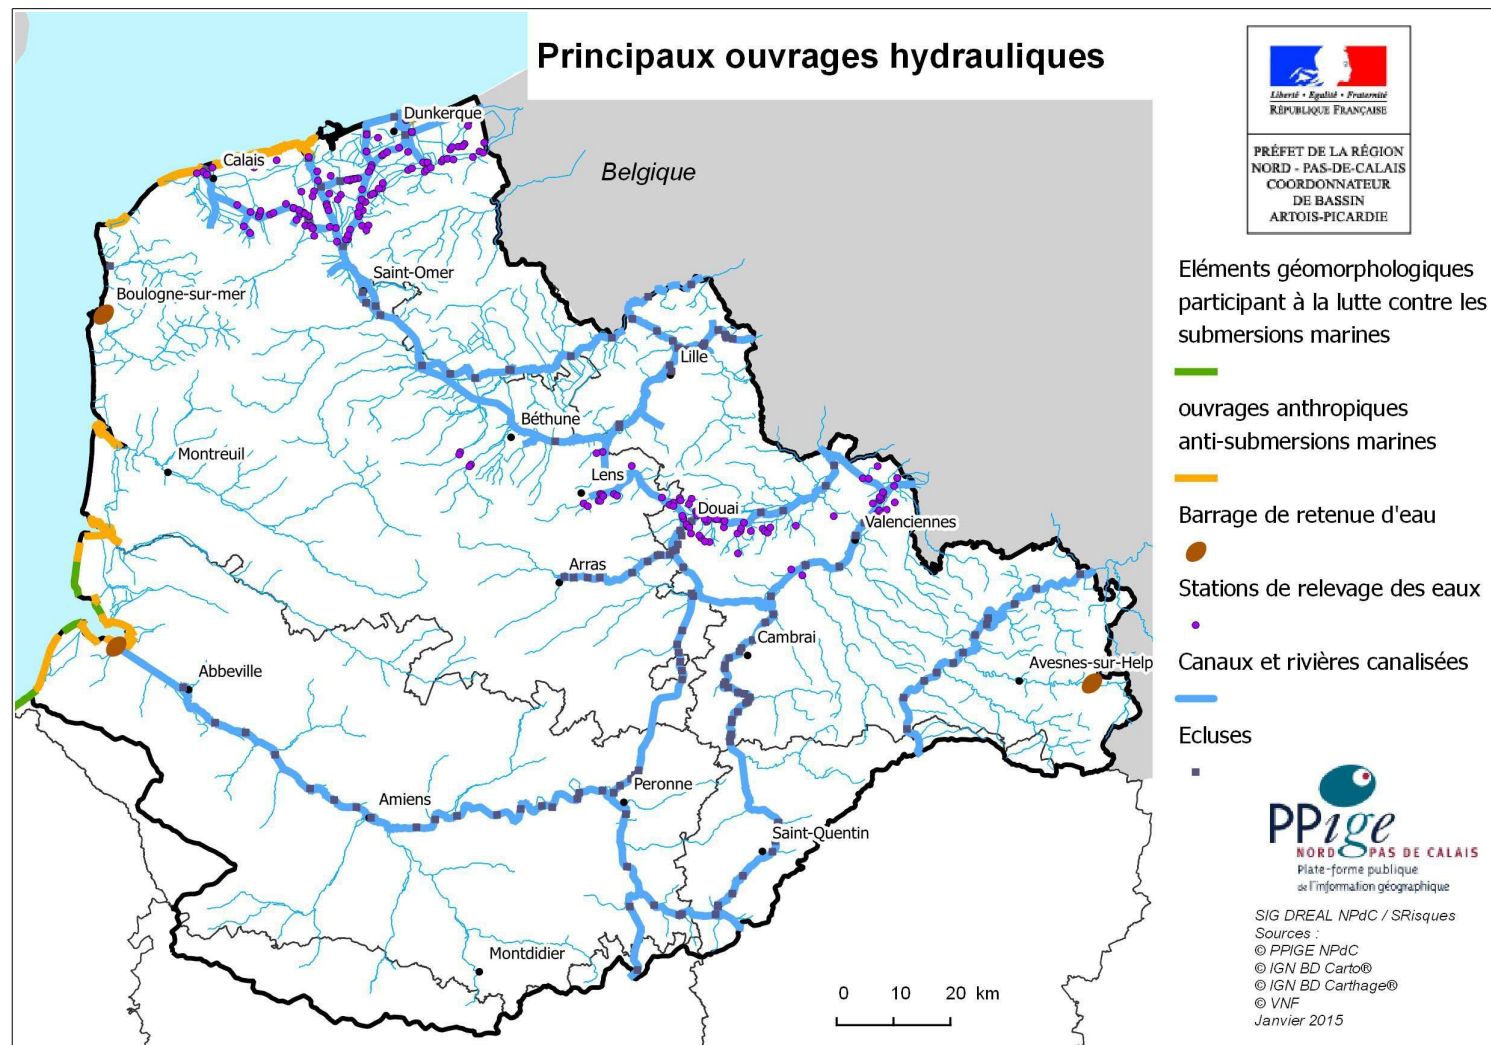 Principaux ouvrages hydrauliques
Liberté • Egalité • Fraternité
RÉPUBLIQUE FRANÇAISE
PRÉFET DE LA RÉGION
NORD - PAS-DE-CALAIS
COORDONNATEUR
DE BASSIN
ARTOIS-PICARDIE
Dunkerque
Calais
Belgique
Saint-Omer
Boulogne-sur-mer
Lille
Béthune
Montreuil
Lens
Douai
Valenciennes
Arras
Cambrai
Avesnes-sur-Help
Abbeville
Amiens
Peronne
Saint-Quentin
Montdidier
0 10 20 km
Eléments géomorphologiques
participant à la lutte contre les
submersions marines
ouvrages anthropiques
anti-submersions marines
Barrage de retenue d'eau
Stations de relevage des eaux
Canaux et rivières canalisées
Ecluses
PPige
NORD PAS DE CALAIS
Plate-forme publique
de l'information géographique
SIG DREAL NPdC / SRisques
Sources :
© PPIGE NPdC
© IGN BD Carto®
© IGN BD Carthage®
© VNF
Janvier 2015